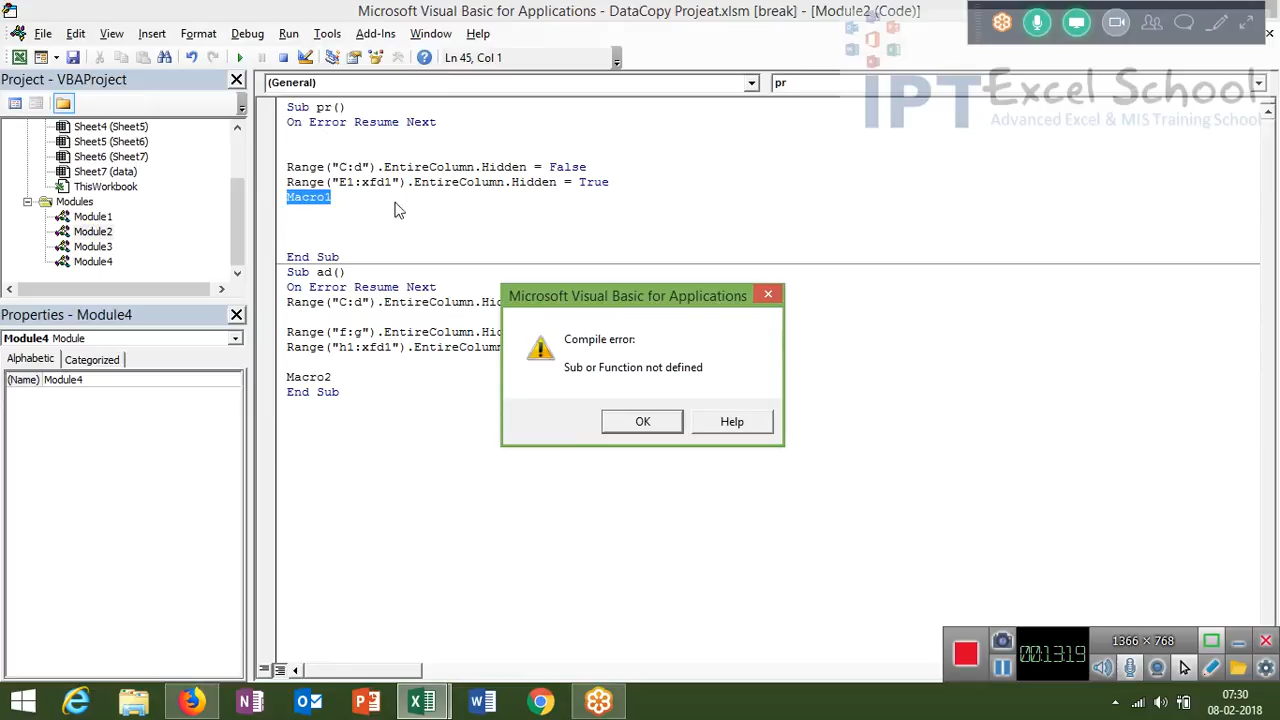 Microsoft Visual Basic for Applications - DataCopy Projeat.xlsm [break] - [Module2 (Code)]
File Edit View Insert Format Debug Run Tools Add-Ins Window Help
Ln 45, Col 1
IPT Excel School
Advanced Excel & MIS Training School
Project - VBAProject
Sheet4 (Sheet5)
Sheet5 (Sheet6)
Sheet6 (Sheet7)
Sheet7 (data)
ThisWorkbook
Modules
Module1
Module2
Module3
Module4
Properties - Module4
Module4 Module
Alphabetic Categorized
(Name) Module4
(General) pr
Sub pr()
On Error Resume Next
Range("C:d").EntireColumn.Hidden = False
Range("E1:xfd1").EntireColumn.Hidden = True
Macro1
End Sub
Sub ad()
On Error Resume Next
Range("C:d").EntireColumn.Hid
Range("f:g").EntireColumn.Hid
Range("h1:xfd1").EntireColumn
Macro2
End Sub
Microsoft Visual Basic for Applications
Compile error:
Sub or Function not defined
OK Help
1366 × 768
00:13:19
07:30
08-02-2018